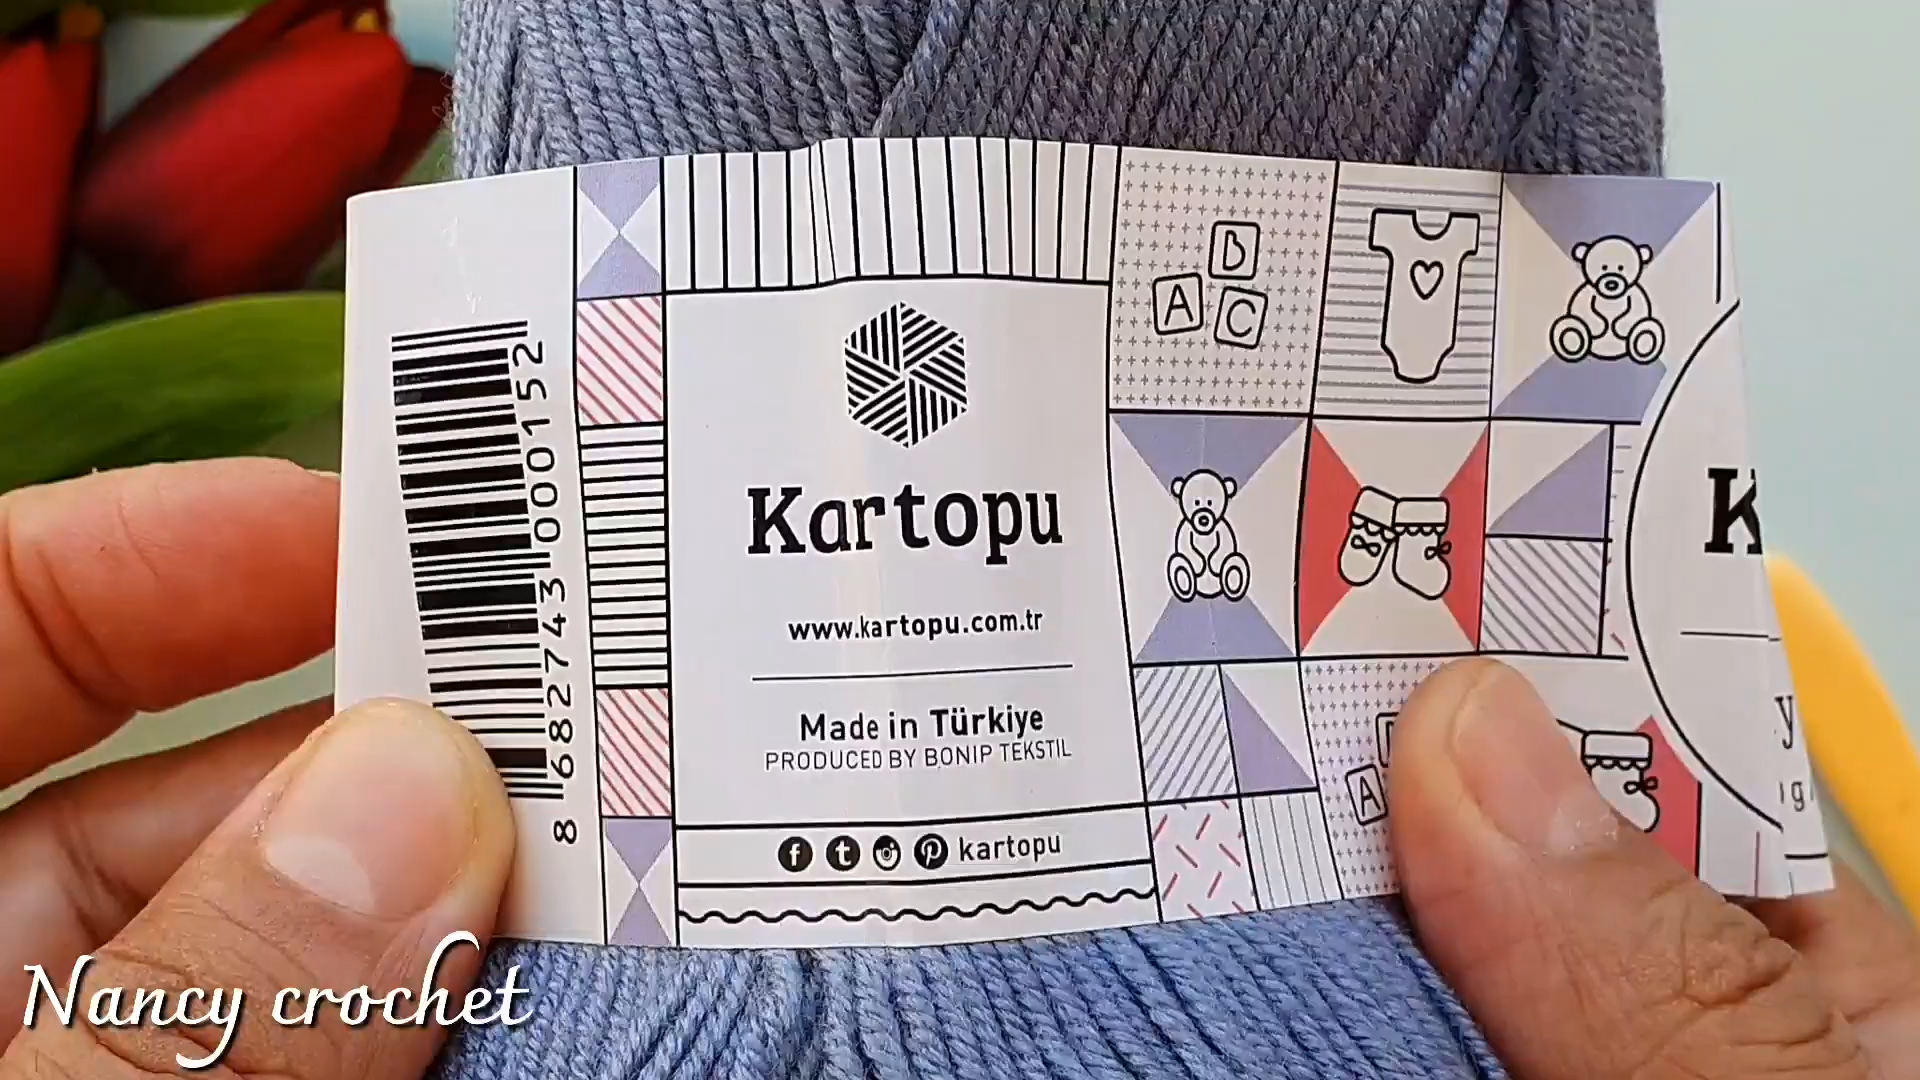 8 682743 000152
Kartopu
www.kartopu.com.tr
Made in Türkiye
PRODUCED BY BONIP TEKSTIL
kartopu
B
A C
A
K
Nancy crochet